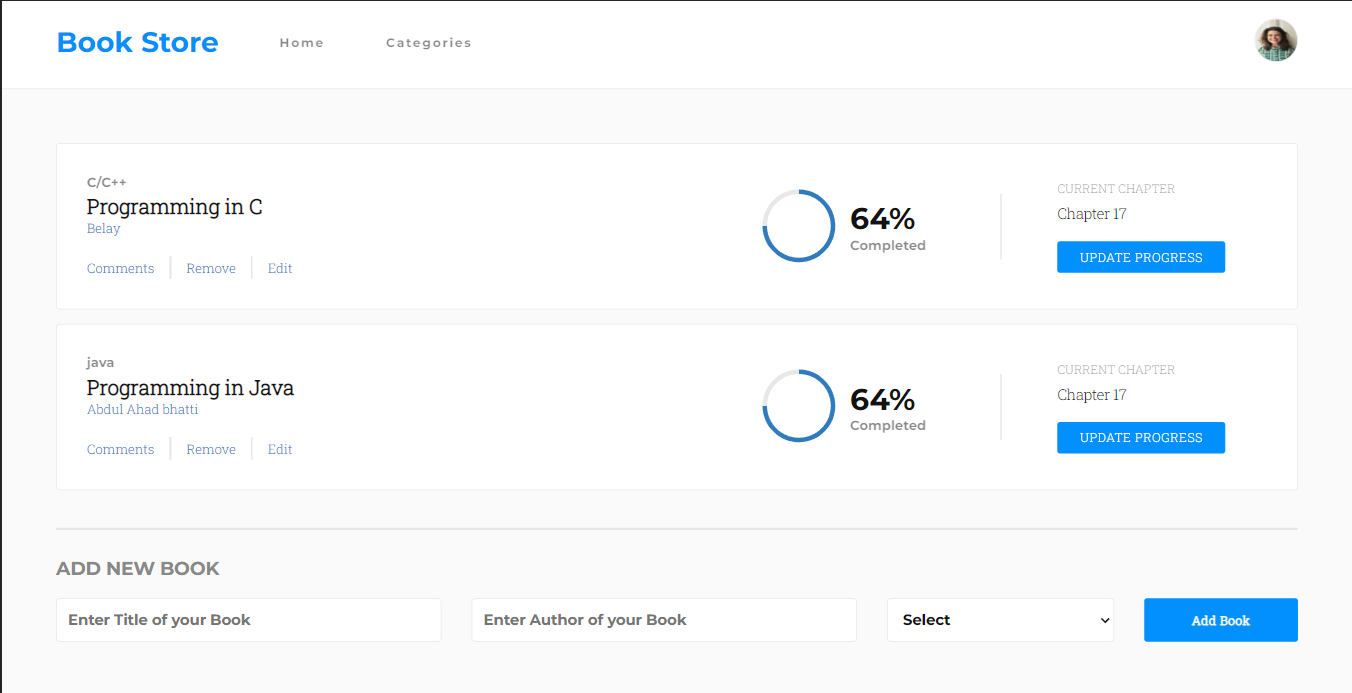 Book Store Home Categories
C/C++
Programming in C
Belay
Comments Remove Edit
64%
Completed
CURRENT CHAPTER
Chapter 17
UPDATE PROGRESS
java
Programming in Java
Abdul Ahad bhatti
Comments Remove Edit
64%
Completed
CURRENT CHAPTER
Chapter 17
UPDATE PROGRESS
ADD NEW BOOK
Enter Title of your Book Enter Author of your Book Select Add Book